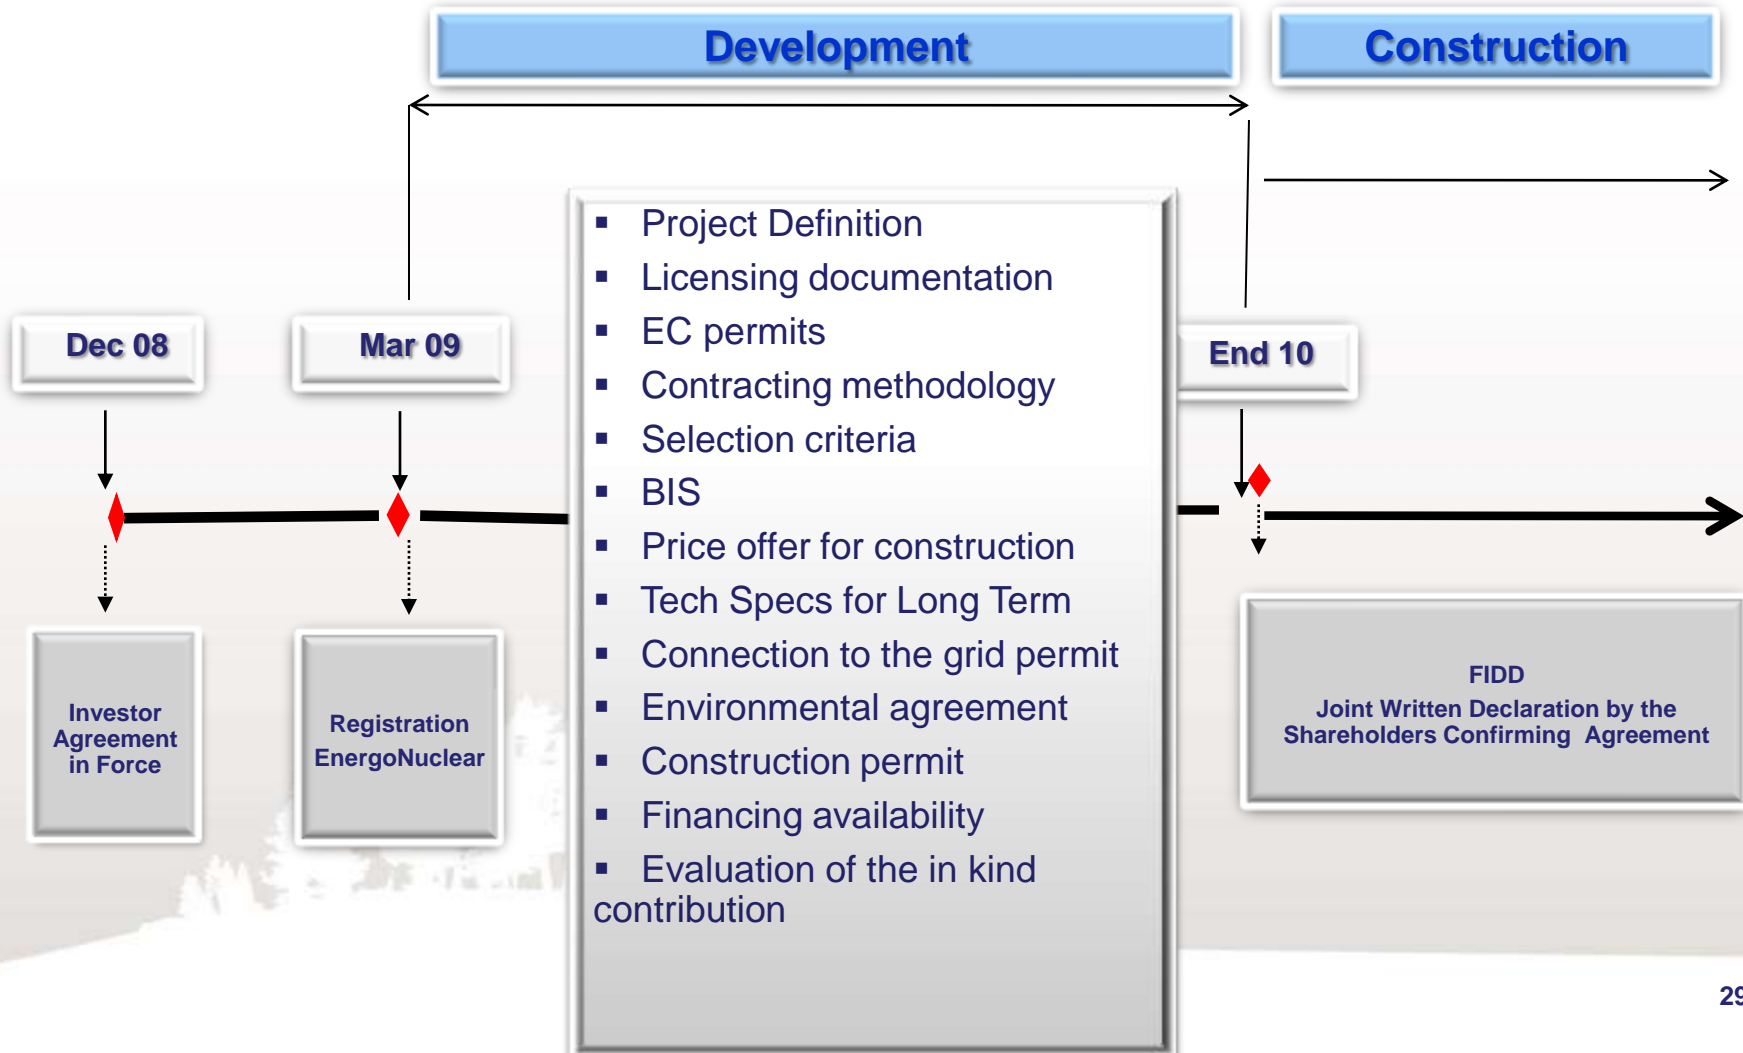 Development
Construction
Dec 08
Mar 09
End 10
▪ Project Definition
▪ Licensing documentation
▪ EC permits
▪ Contracting methodology
▪ Selection criteria
▪ BIS
▪ Price offer for construction
▪ Tech Specs for Long Term
▪ Connection to the grid permit
▪ Environmental agreement
▪ Construction permit
▪ Financing availability
▪ Evaluation of the in kind
contribution
Investor
Agreement
in Force
Registration
EnergoNuclear
FIDD
Joint Written Declaration by the
Shareholders Confirming Agreement
29